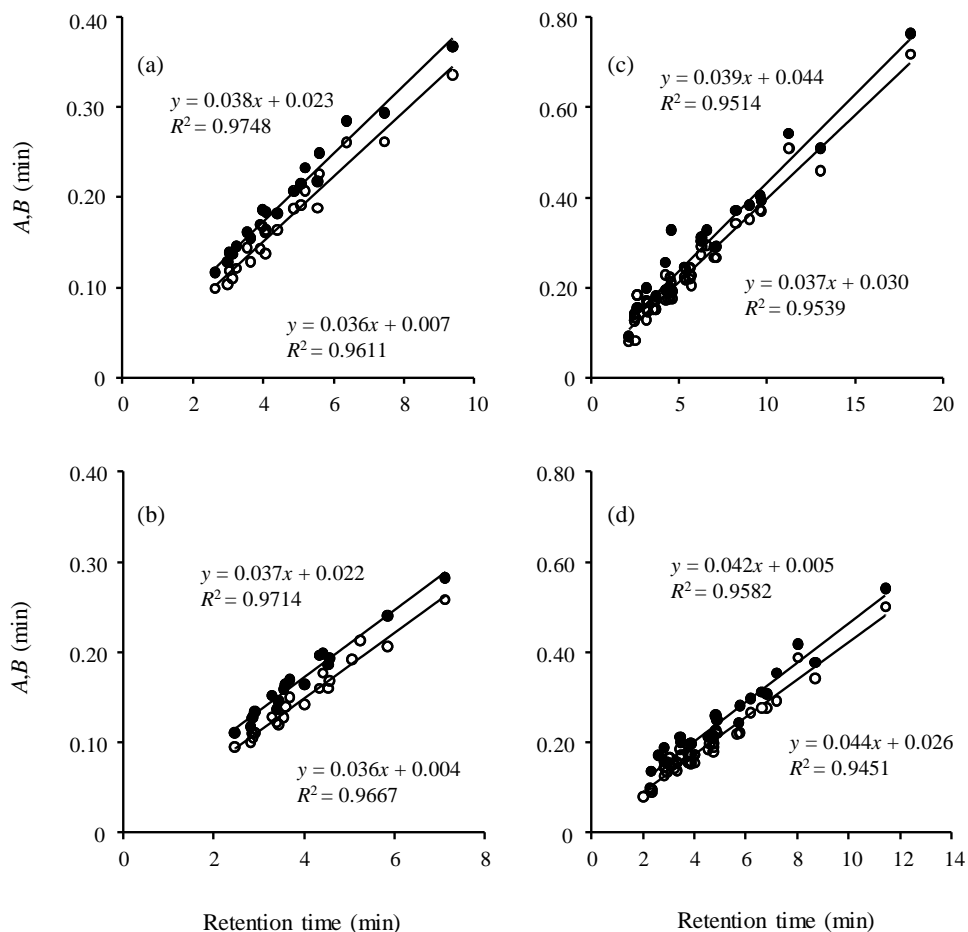 0.40
0.30
0.20
0.10
0
(a)
y = 0.038x + 0.023
R² = 0.9748
y = 0.036x + 0.007
R² = 0.9611
0 2 4 6 8 10
A,B (min)
0.80
0.60
0.40
0.20
0
(c)
y = 0.039x + 0.044
R² = 0.9514
y = 0.037x + 0.030
R² = 0.9539
0 5 10 15 20
0.40
0.30
0.20
0.10
0
(b)
y = 0.037x + 0.022
R² = 0.9714
y = 0.036x + 0.004
R² = 0.9667
0 2 4 6 8
A,B (min)
Retention time (min)
0.80
0.60
0.40
0.20
0
(d)
y = 0.042x + 0.005
R² = 0.9582
y = 0.044x + 0.026
R² = 0.9451
0 2 4 6 8 10 12 14
Retention time (min)